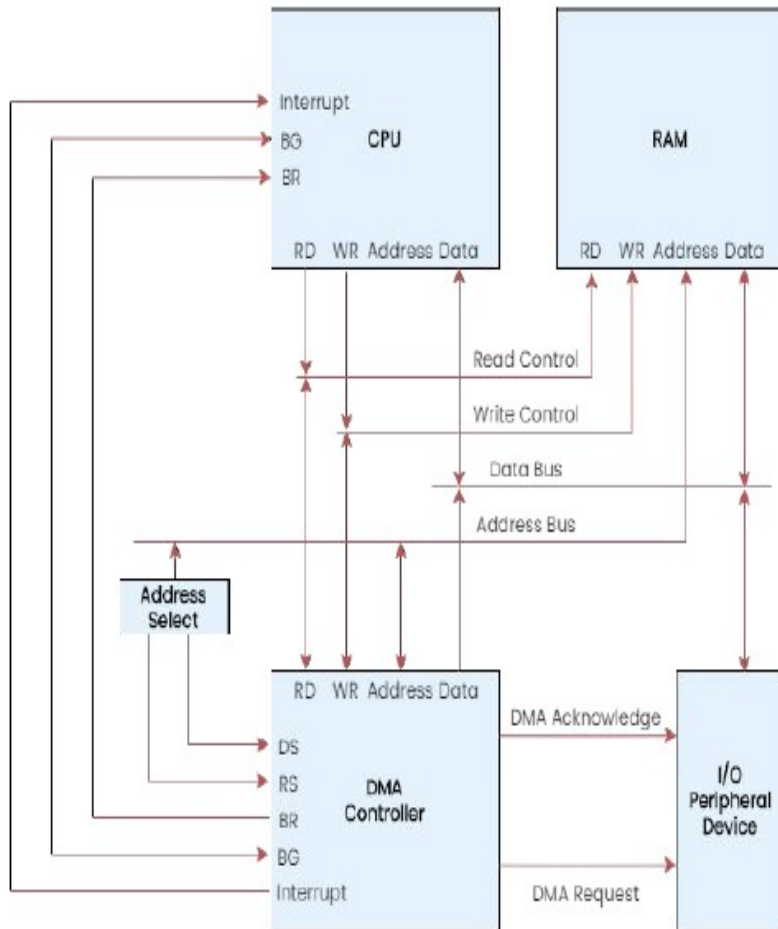 Interrupt
BG
CPU
RAM
BR
RD WR Address Data
RD WR Address Data
Read Control
Write Control
Data Bus
Address Bus
Address
Select
RD WR Address Data
DMA Acknowledge
DS
RS
DMA
Controller
I/O
Peripheral
Device
BR
BG
Interrupt
DMA Request